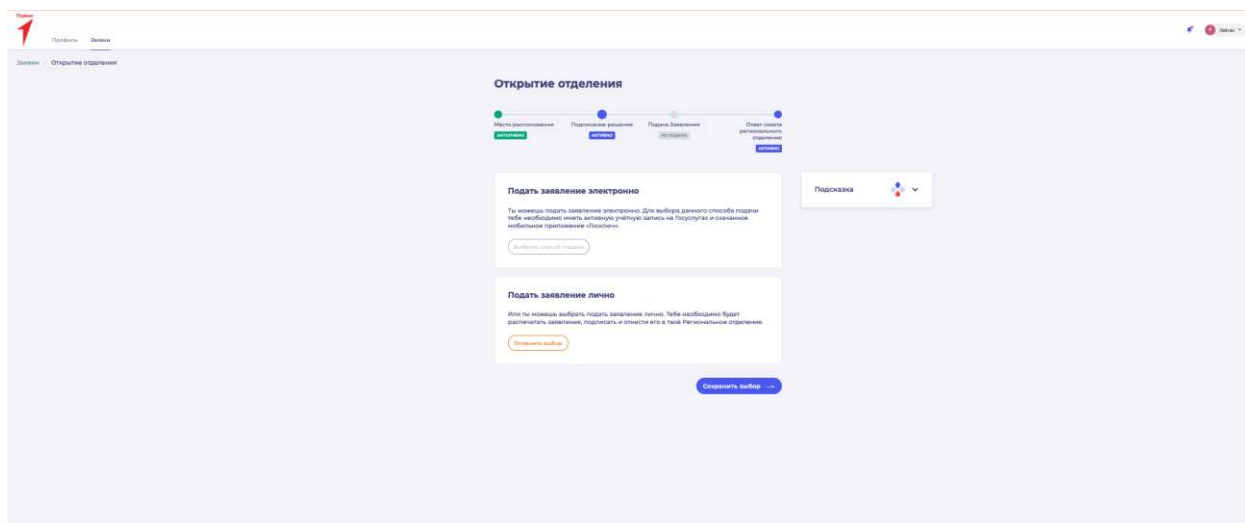 Первые
Профиль Заявки
Заявки / Открытие отделения
Открытие отделения
Место расположения
ЗАПОЛНЕНО
Подписание решения
АКТИВНО
Подача Заявления
НЕ ПОДАНО
Ответ совета
регионального
отделения
АКТИВНО
Подать заявление электронно
Ты можешь подать заявление электронно. Для выбора данного способа подачи
тебе необходимо иметь активную учётную запись на Госуслугах и скачанное
мобильное приложение «Госключ».
Выбрать способ подачи
Подсказка
Подать заявление лично
Или ты можешь выбрать подать заявление лично. Тебе необходимо будет
распечатать заявление, подписать и отнести его в твоё Региональное отделение.
Отменить выбор
Сохранить выбор →